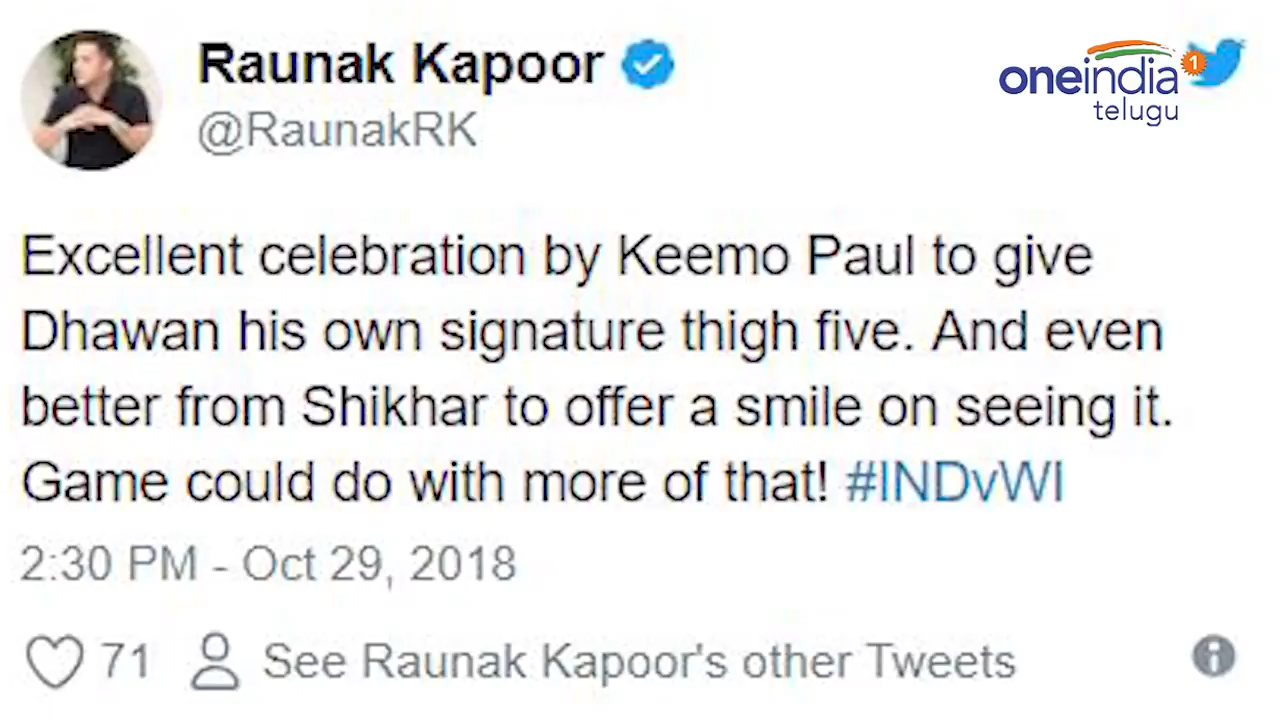 Raunak Kapoor
@RaunakRK
oneindia
1
telugu
Excellent celebration by Keemo Paul to give
Dhawan his own signature thigh five. And even
better from Shikhar to offer a smile on seeing it.
Game could do with more of that! #INDvWI
2:30 PM - Oct 29, 2018
71 See Raunak Kapoor's other Tweets